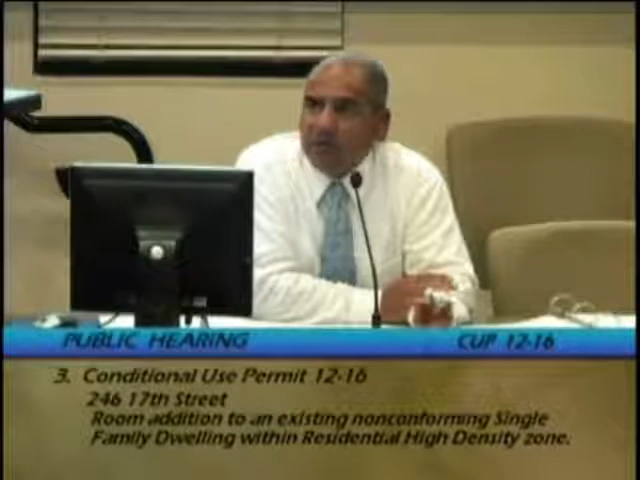 PUBLIC HEARING CUP 12-16
3. Conditional Use Permit 12-16
246 17th Street
Room addition to an existing nonconforming Single
Family Dwelling within Residential High Density zone.